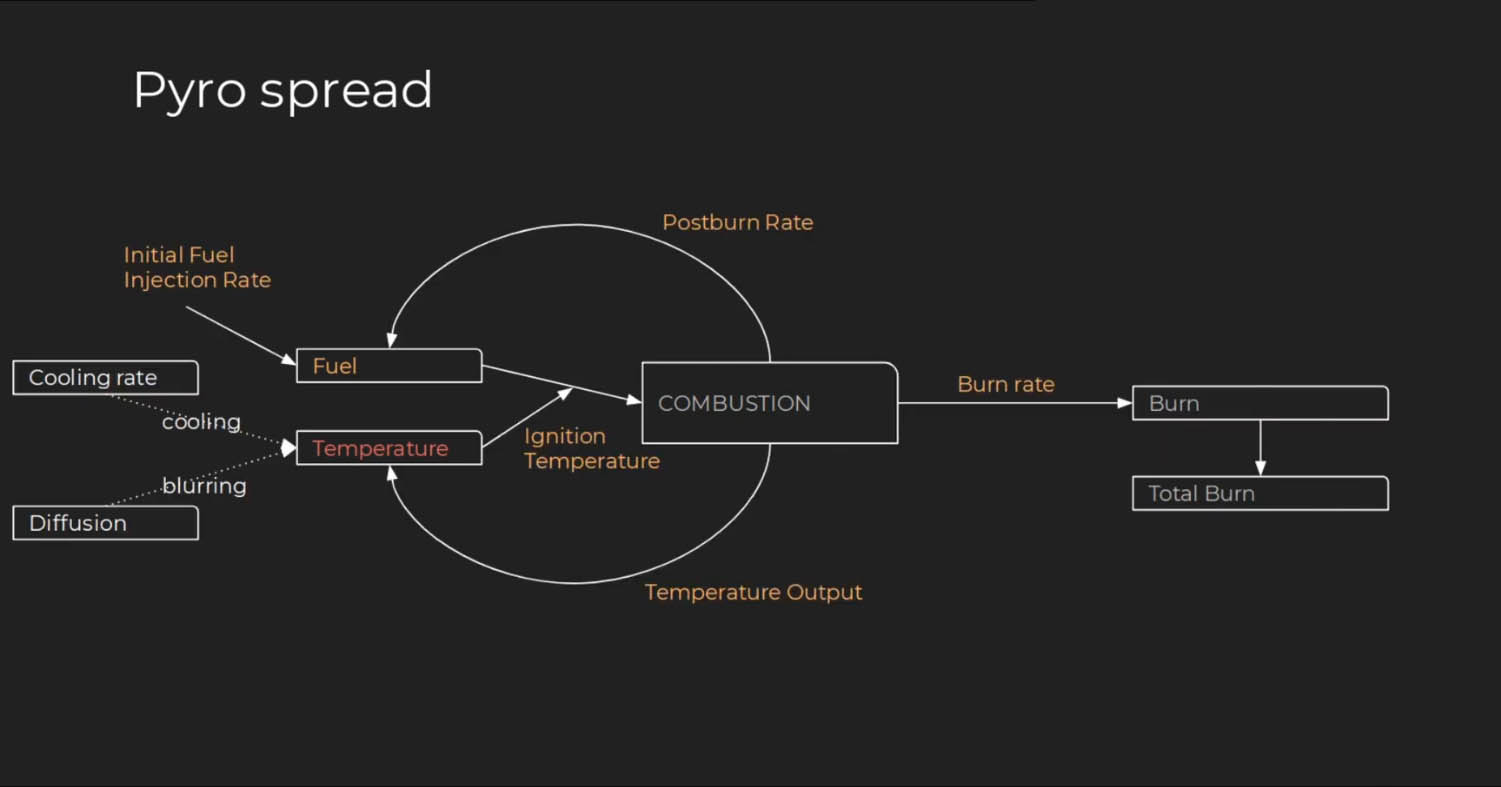 Pyro spread
Postburn Rate
Initial Fuel
Injection Rate
Fuel
Cooling rate
cooling
COMBUSTION
Burn rate
Burn
Ignition
Temperature
Temperature
blurring
Total Burn
Diffusion
Temperature Output